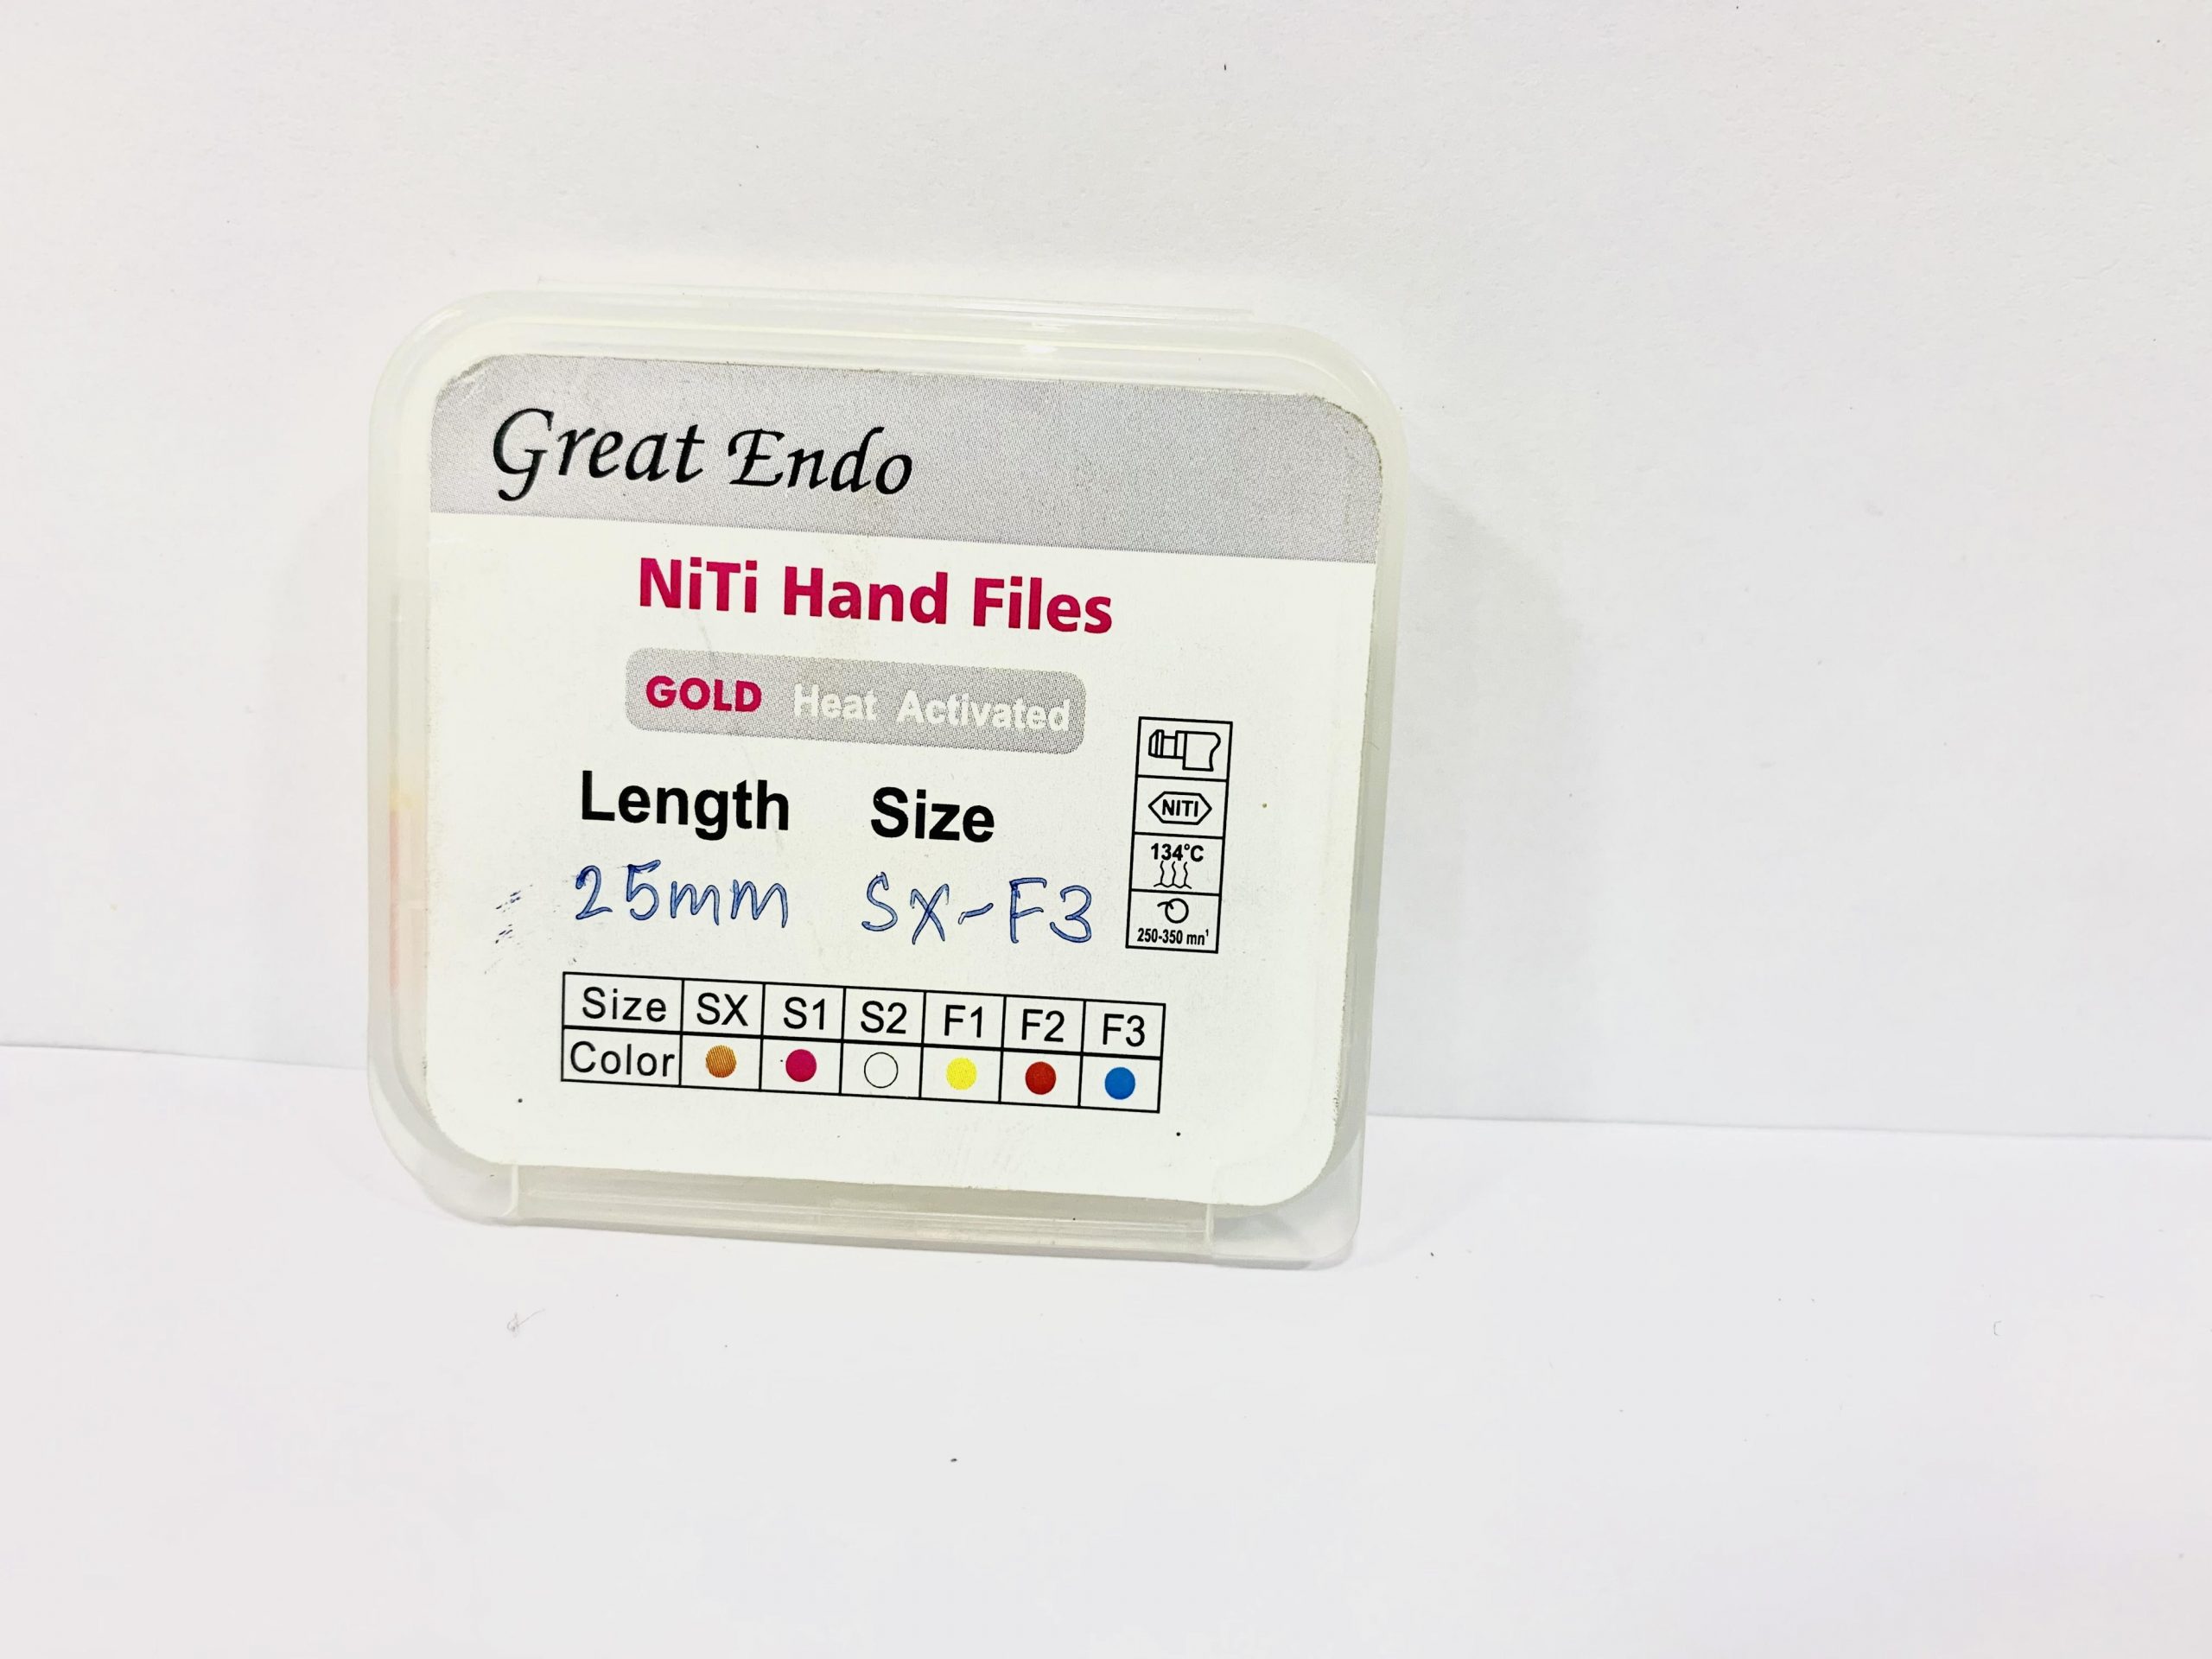 Great Endo
NiTi Hand Files
GOLD Heat Activated
Length Size
25mm SX-F3
NITI
134°C
250-350 mn¹
Size SX S1 S2 F1 F2 F3
Color